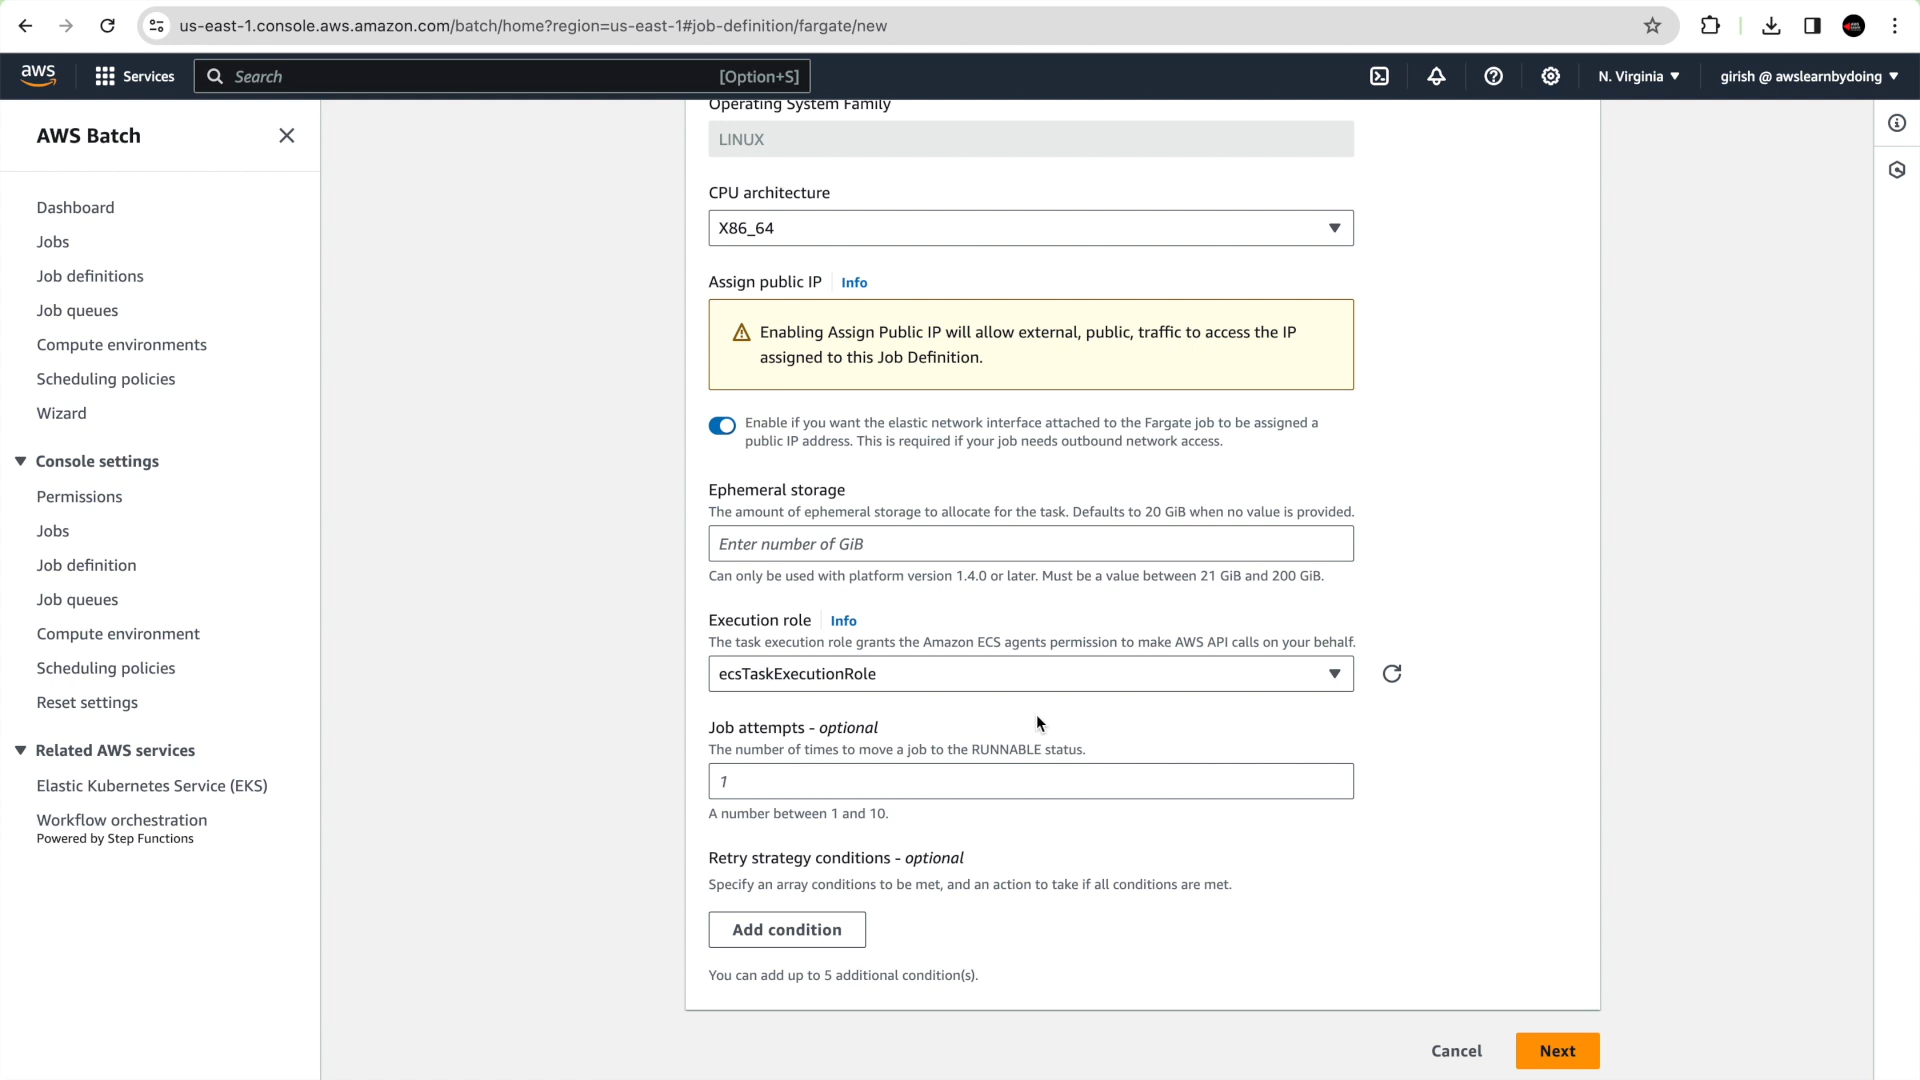 us-east-1.console.aws.amazon.com/batch/home?region=us-east-1#job-definition/fargate/new
aws
Services
Search
[Option+S]
N. Virginia
girish @ awslearnbydoing
AWS Batch
Dashboard
Jobs
Job definitions
Job queues
Compute environments
Scheduling policies
Wizard
Console settings
Permissions
Jobs
Job definition
Job queues
Compute environment
Scheduling policies
Reset settings
Related AWS services
Elastic Kubernetes Service (EKS)
Workflow orchestration
Powered by Step Functions
Operating System Family
LINUX
CPU architecture
X86_64
Assign public IP Info
Enabling Assign Public IP will allow external, public, traffic to access the IP
assigned to this Job Definition.
Enable if you want the elastic network interface attached to the Fargate job to be assigned a
public IP address. This is required if your job needs outbound network access.
Ephemeral storage
The amount of ephemeral storage to allocate for the task. Defaults to 20 GiB when no value is provided.
Enter number of GiB
Can only be used with platform version 1.4.0 or later. Must be a value between 21 GiB and 200 GiB.
Execution role Info
The task execution role grants the Amazon ECS agents permission to make AWS API calls on your behalf.
ecsTaskExecutionRole
Job attempts - optional
The number of times to move a job to the RUNNABLE status.
1
A number between 1 and 10.
Retry strategy conditions - optional
Specify an array conditions to be met, and an action to take if all conditions are met.
Add condition
You can add up to 5 additional condition(s).
Cancel
Next